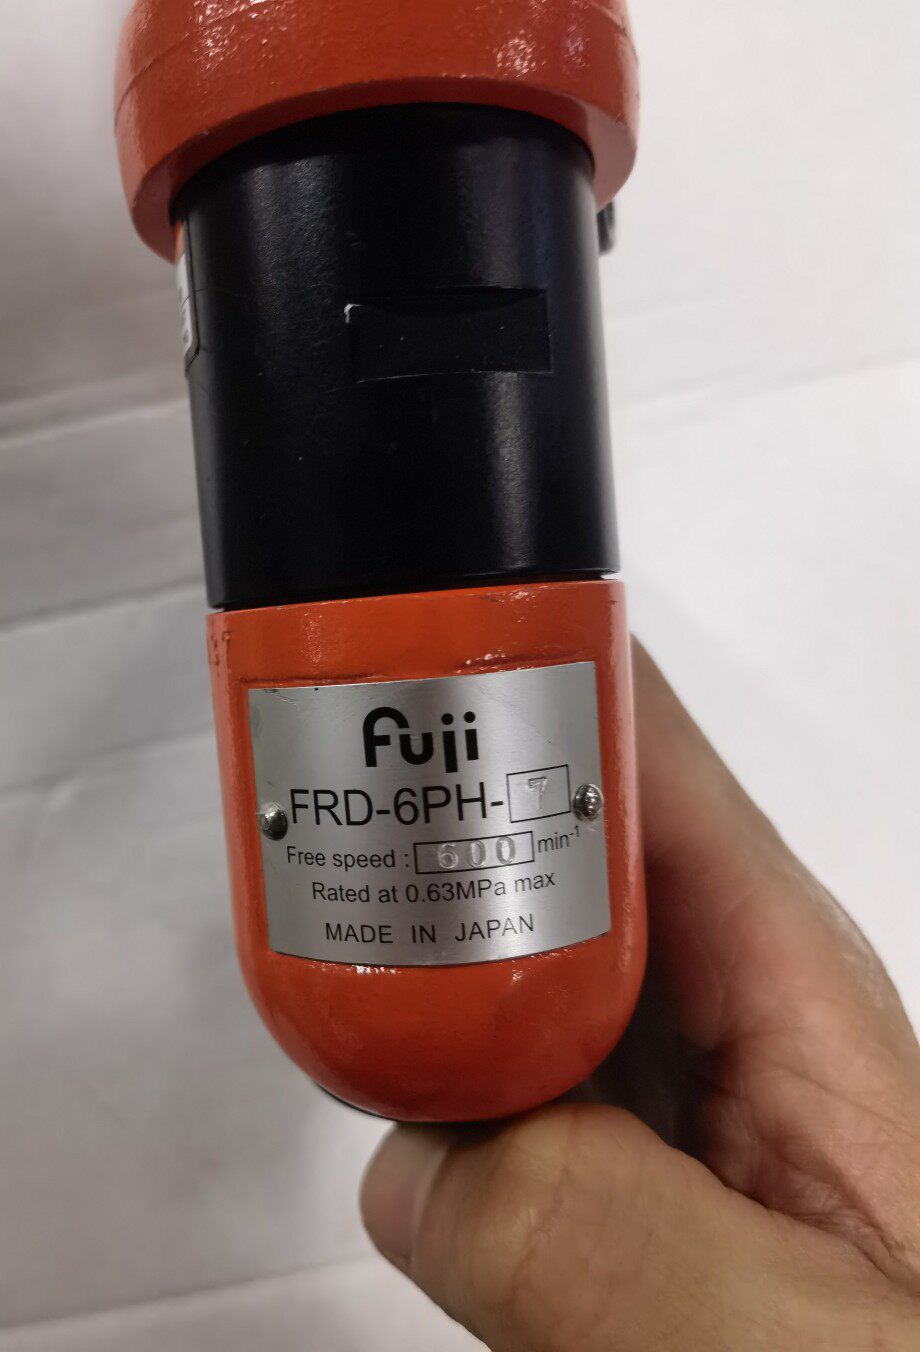 Fuji
FRD-6PH-7
Free speed : 600 min⁻¹
Rated at 0.63MPa max
MADE IN JAPAN